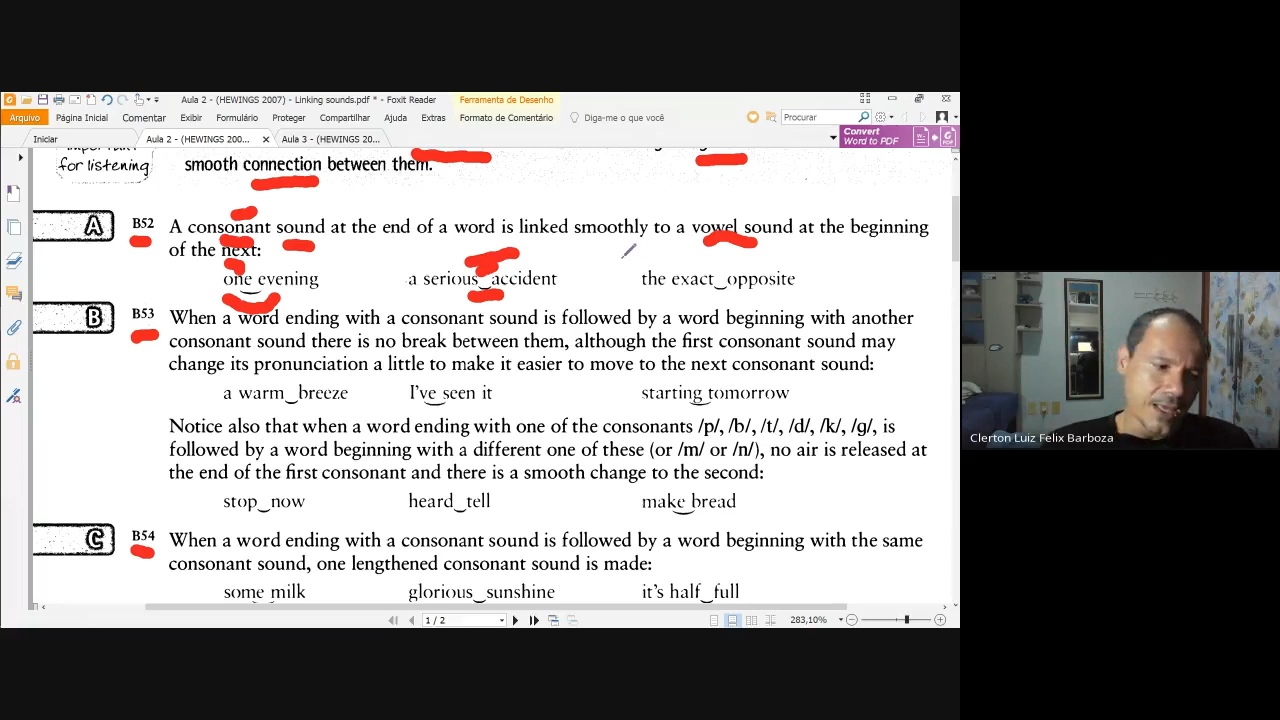 Aula 2 - (HEWINGS 2007) - Linking sounds.pdf * - Foxit Reader
Ferramenta de Desenho
Arquivo Página Inicial Comentar Exibir Formulário Proteger Compartilhar Ajuda Extras Formato de Comentário Diga-me o que você Procurar
Iniciar Aula 2 - (HEWINGS 200... Aula 3 - (HEWINGS 20...
Convert
Word to PDF
for listening
smooth connection between them.
A B52 A consonant sound at the end of a word is linked smoothly to a vowel sound at the beginning
of the next:
one evening a serious accident the exact opposite
B B53 When a word ending with a consonant sound is followed by a word beginning with another
consonant sound there is no break between them, although the first consonant sound may
change its pronunciation a little to make it easier to move to the next consonant sound:
a warm breeze I've seen it starting tomorrow
Notice also that when a word ending with one of the consonants /p/, /b/, /t/, /d/, /k/, /g/, is
followed by a word beginning with a different one of these (or /m/ or /n/), no air is released at
the end of the first consonant and there is a smooth change to the second:
stop now heard tell make bread
C B54 When a word ending with a consonant sound is followed by a word beginning with the same
consonant sound, one lengthened consonant sound is made:
some milk glorious sunshine it's half full
1 / 2 283,10%
Clerton Luiz Felix Barboza